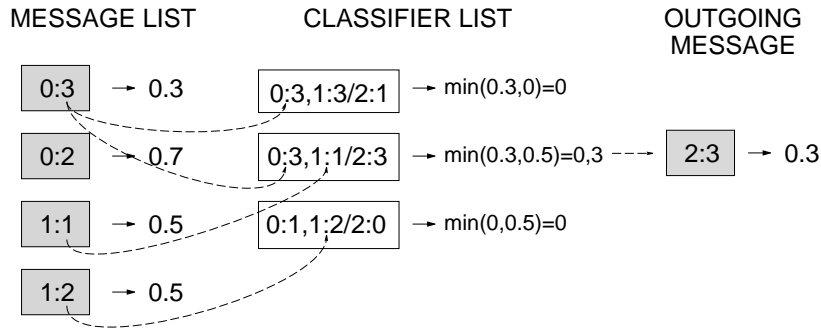 MESSAGE LIST CLASSIFIER LIST OUTGOING
MESSAGE
0:3 → 0.3 0:3,1:3/2:1 → min(0.3,0)=0
0:2 → 0.7 0:3,1:1/2:3 → min(0.3,0.5)=0,3 2:3 → 0.3
1:1 → 0.5 0:1,1:2/2:0 → min(0,0.5)=0
1:2 → 0.5